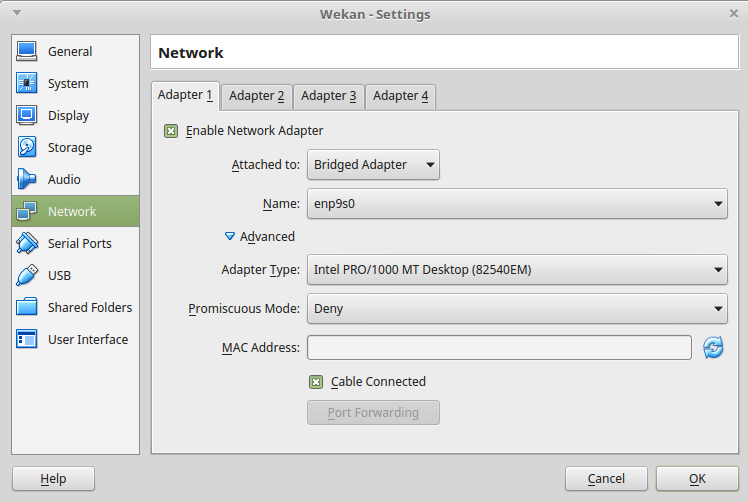 Wekan - Settings
General
System
Display
Storage
Audio
Network
Serial Ports
USB
Shared Folders
User Interface
Network
Adapter 1 Adapter 2 Adapter 3 Adapter 4
Enable Network Adapter
Attached to: Bridged Adapter
Name: enp9s0
Advanced
Adapter Type: Intel PRO/1000 MT Desktop (82540EM)
Promiscuous Mode: Deny
MAC Address:
Cable Connected
Port Forwarding
Help Cancel OK